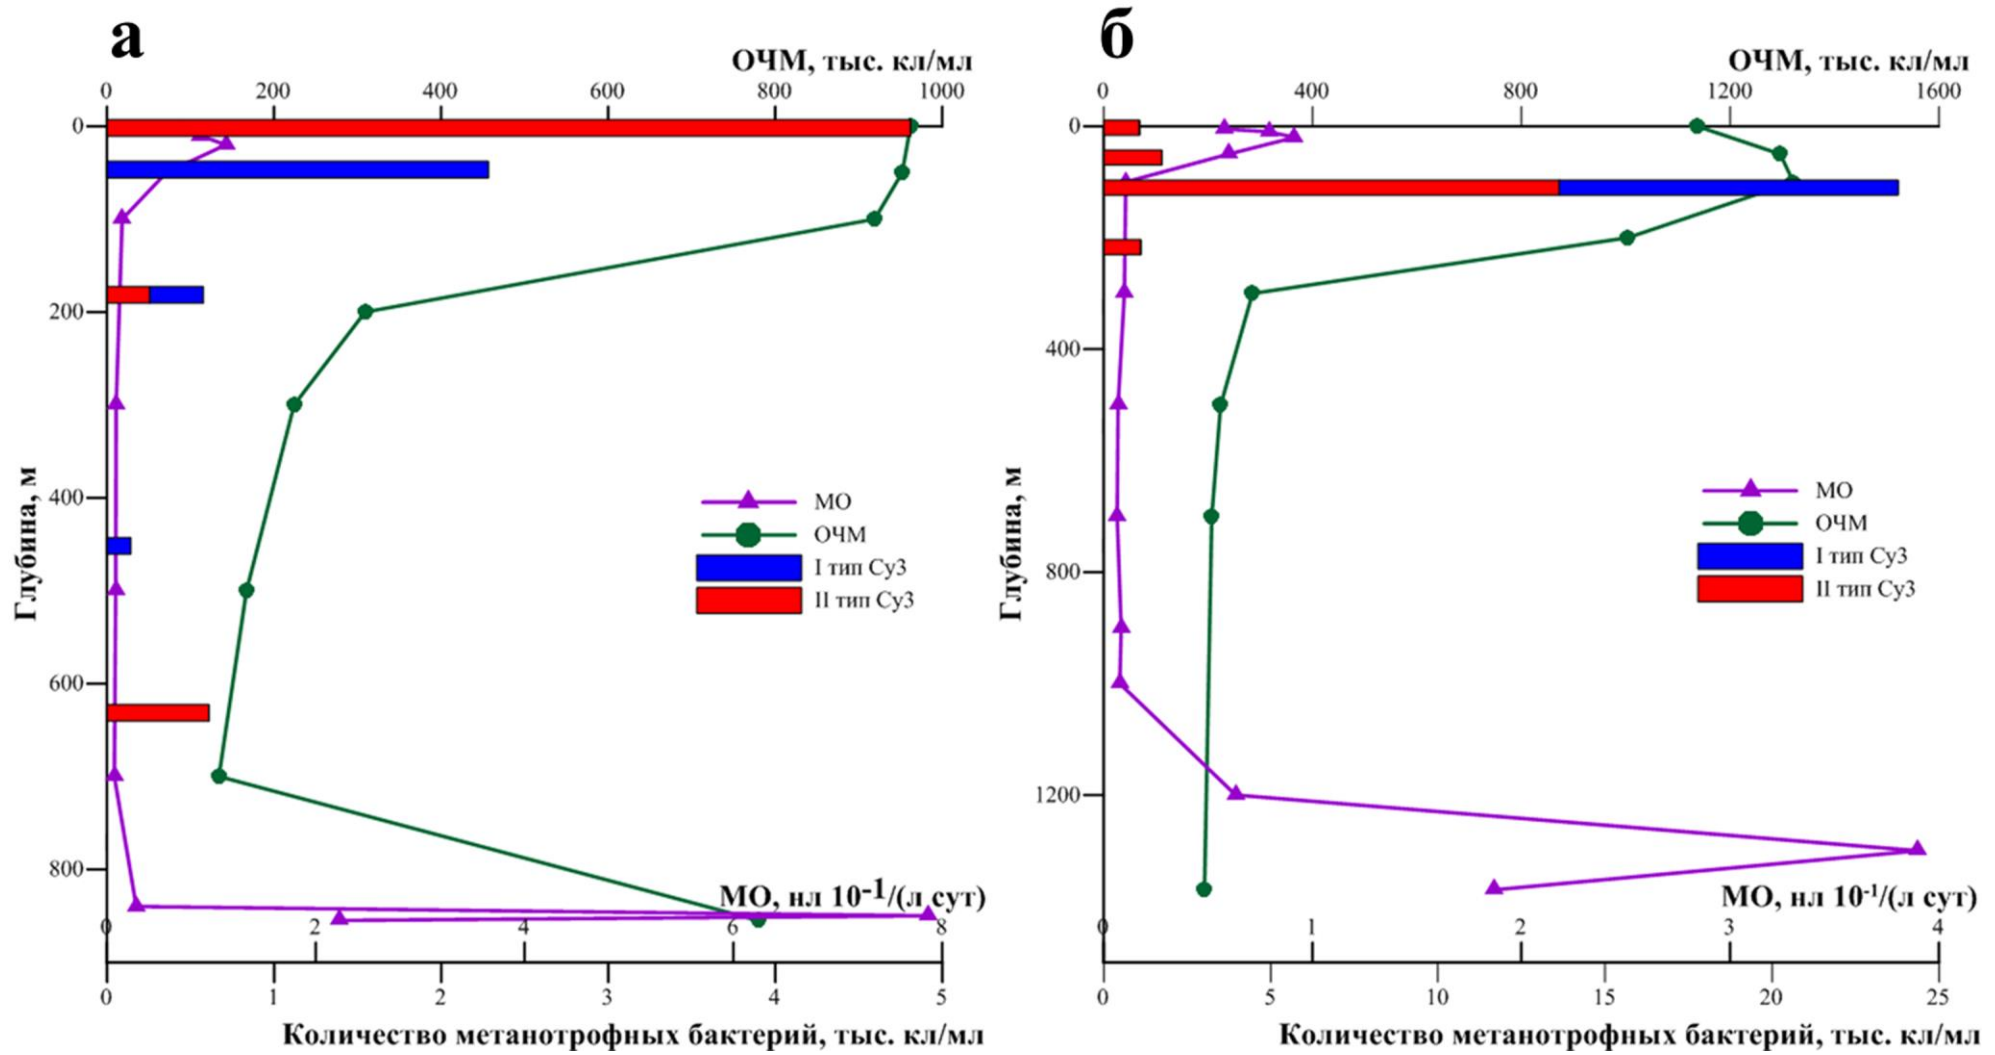 а
ОЧМ, тыс. кл/мл
0 200 400 600 800 1000
0
200
400
600
800
Глубина, м
МО
ОЧМ
I тип Су3
II тип Су3
МО, нл 10⁻¹/(л сут)
0 2 4 6 8
0 1 2 3 4 5
Количество метанотрофных бактерий, тыс. кл/мл
б
ОЧМ, тыс. кл/мл
0 400 800 1200 1600
0
400
800
1200
Глубина, м
МО
ОЧМ
I тип Су3
II тип Су3
МО, нл 10⁻¹/(л сут)
0 1 2 3 4
0 5 10 15 20 25
Количество метанотрофных бактерий, тыс. кл/мл